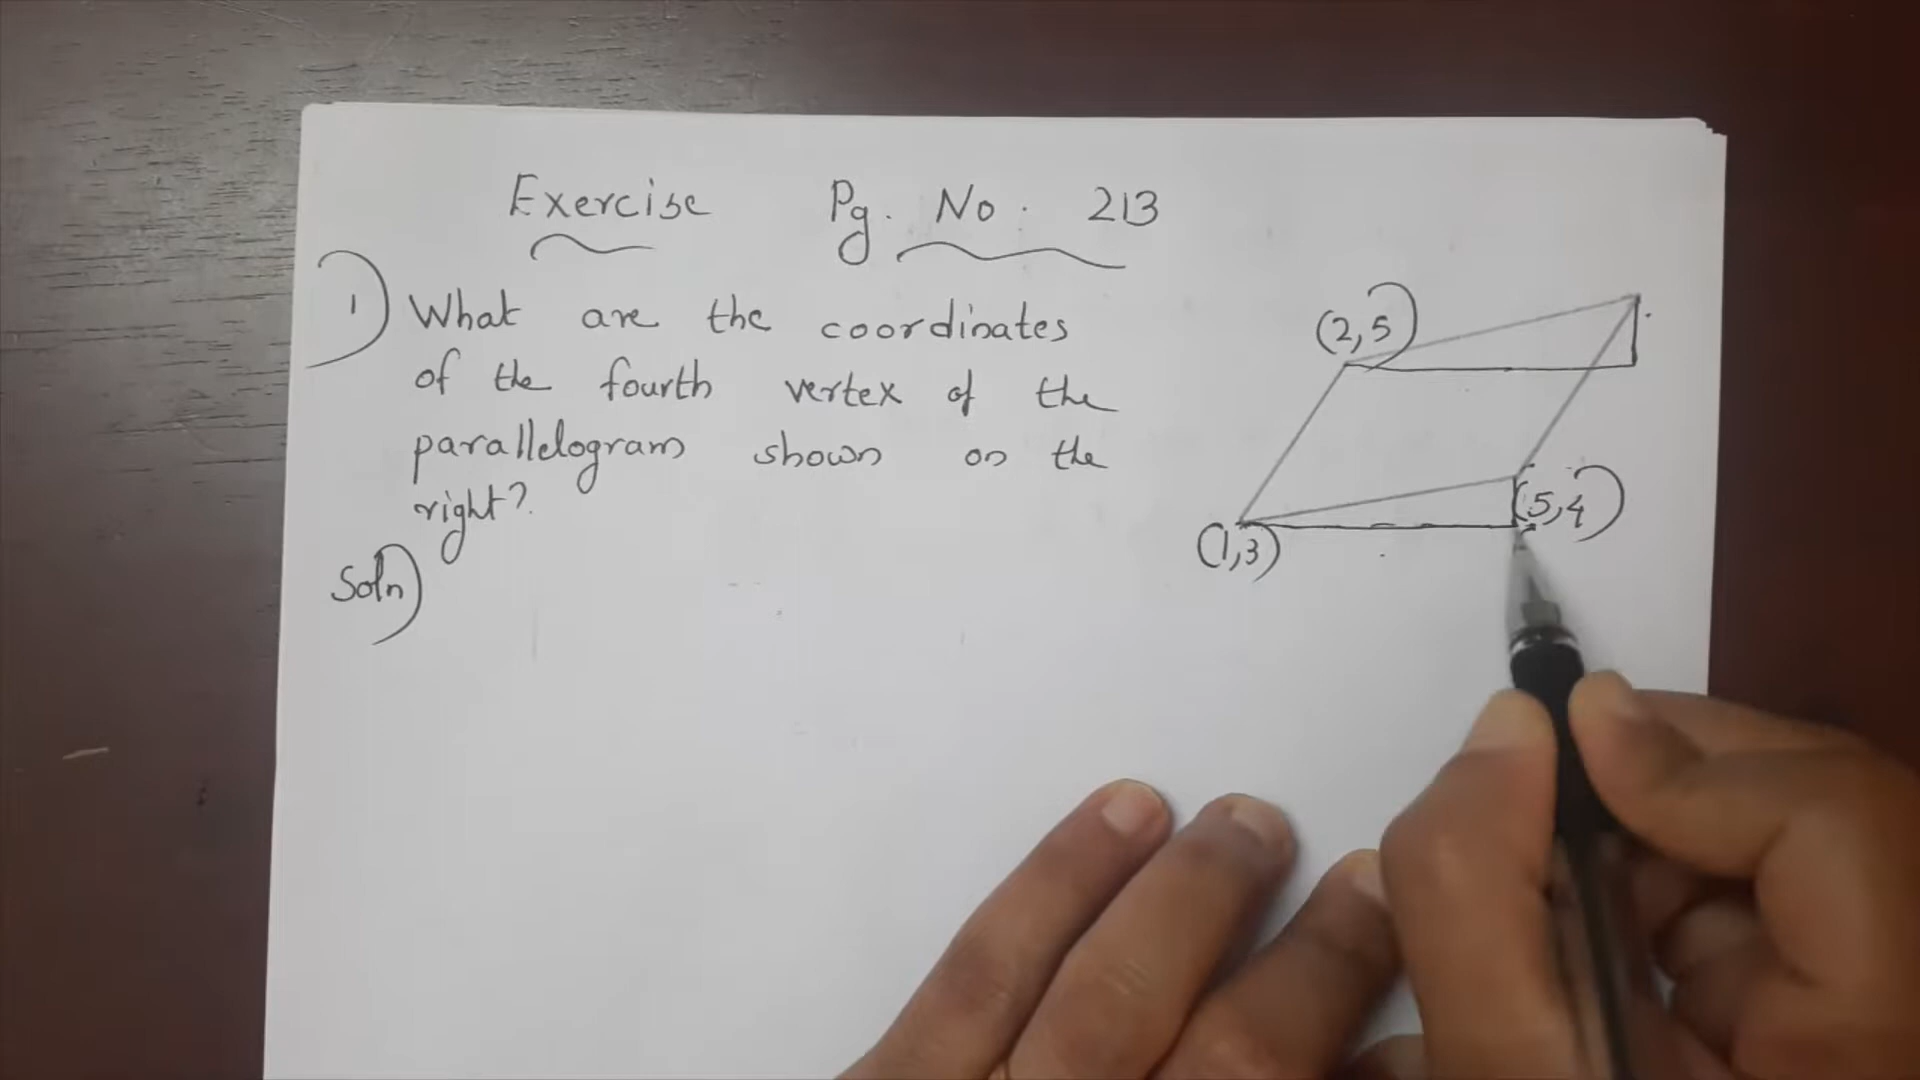 Exercise Pg. No. 213
1) What are the coordinates
of the fourth vertex of the
parallelogram shown on the
right?
Soln)
(2,5)
(5,4)
(1,3)